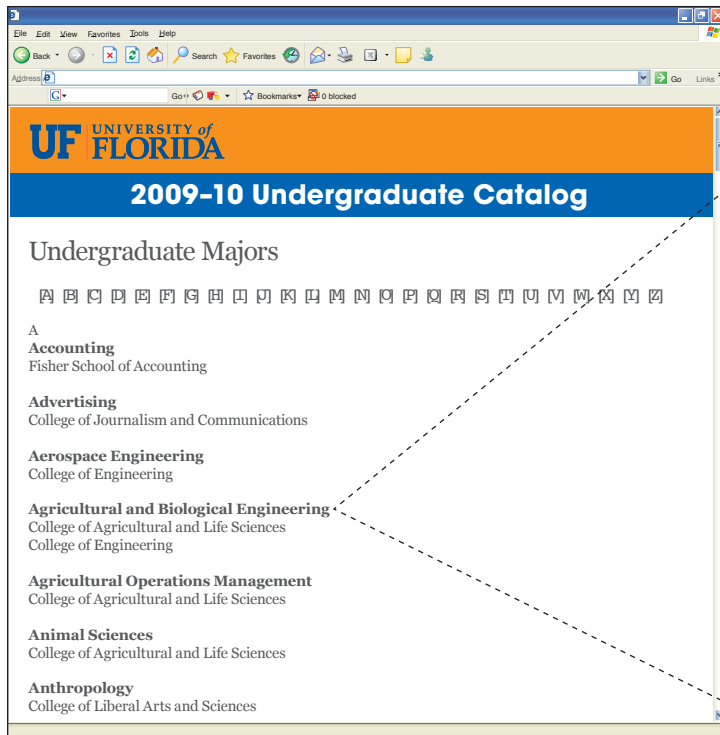 File Edit View Favorites Tools Help
Back Search Favorites
Address Go Links
G Go Bookmarks 0 blocked
UF UNIVERSITY of FLORIDA
2009-10 Undergraduate Catalog
Undergraduate Majors
[A] [B] [C] [D] [E] [F] [G] [H] [I] [J] [K] [L] [M] [N] [O] [P] [Q] [R] [S] [T] [U] [V] [W] [X] [Y] [Z]
A
Accounting
Fisher School of Accounting
Advertising
College of Journalism and Communications
Aerospace Engineering
College of Engineering
Agricultural and Biological Engineering
College of Agricultural and Life Sciences
College of Engineering
Agricultural Operations Management
College of Agricultural and Life Sciences
Animal Sciences
College of Agricultural and Life Sciences
Anthropology
College of Liberal Arts and Sciences